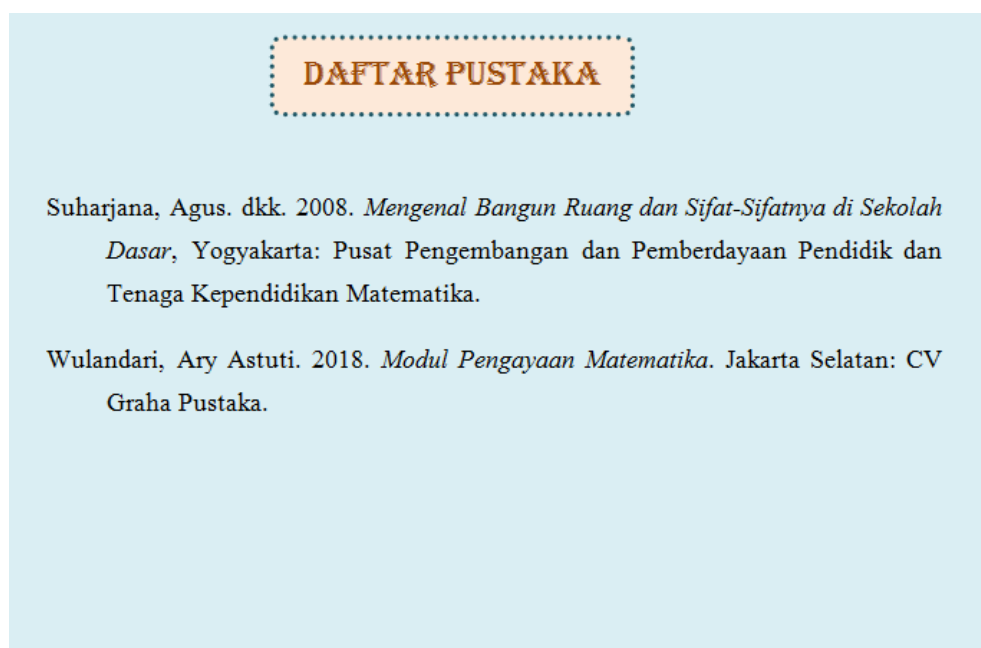 DAFTAR PUSTAKA
Suharjana, Agus. dkk. 2008. Mengenal Bangun Ruang dan Sifat-Sifatnya di Sekolah
Dasar, Yogyakarta: Pusat Pengembangan dan Pemberdayaan Pendidik dan
Tenaga Kependidikan Matematika.
Wulandari, Ary Astuti. 2018. Modul Pengayaan Matematika. Jakarta Selatan: CV
Graha Pustaka.